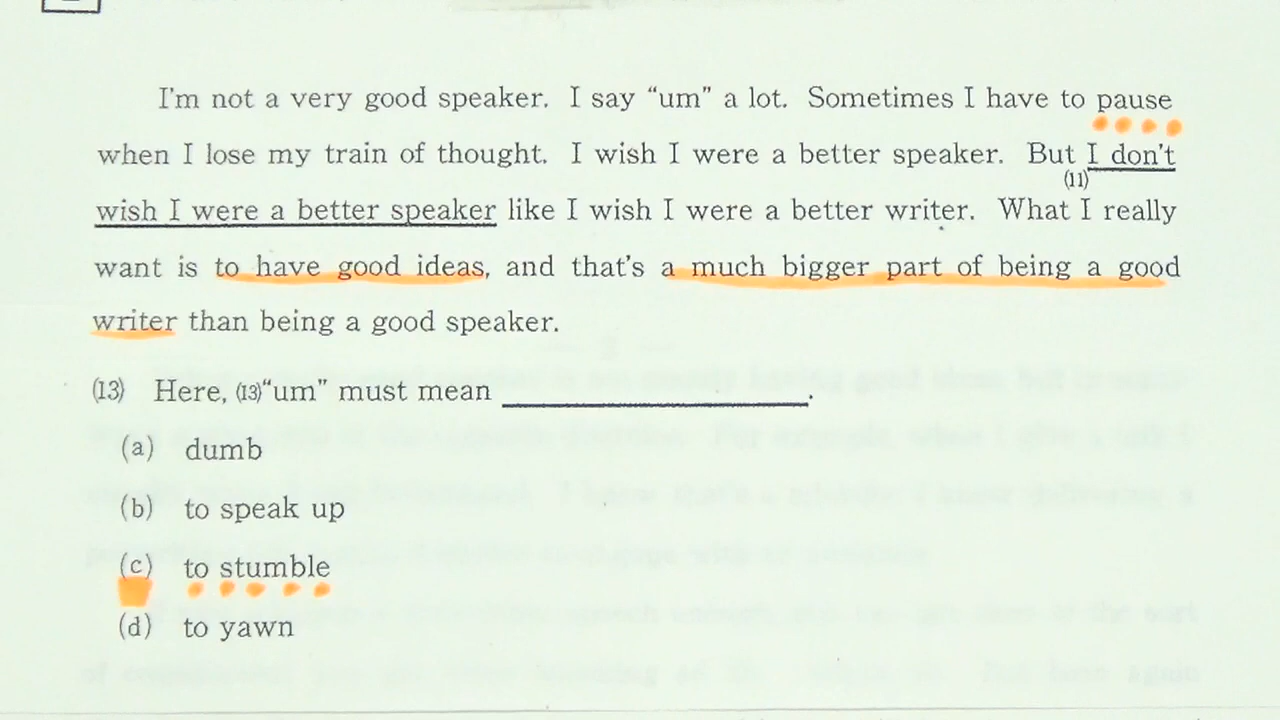 I'm not a very good speaker. I say “um” a lot. Sometimes I have to pause
when I lose my train of thought. I wish I were a better speaker. But I don't
(11)
wish I were a better speaker like I wish I were a better writer. What I really
want is to have good ideas, and that's a much bigger part of being a good
writer than being a good speaker.
(13) Here, (13)“um” must mean ____________.
(a) dumb
(b) to speak up
(c) to stumble
(d) to yawn